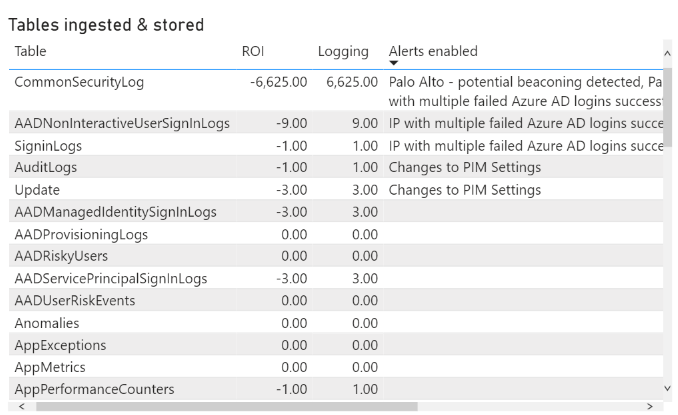 Tables ingested & stored
Table ROI Logging Alerts enabled
CommonSecurityLog -6,625.00 6,625.00 Palo Alto - potential beaconing detected, Pa
with multiple failed Azure AD logins success
AADNonInteractiveUserSignInLogs -9.00 9.00 IP with multiple failed Azure AD logins succe
SigninLogs -1.00 1.00 IP with multiple failed Azure AD logins succe
AuditLogs -1.00 1.00 Changes to PIM Settings
Update -3.00 3.00 Changes to PIM Settings
AADManagedIdentitySignInLogs -3.00 3.00
AADProvisioningLogs 0.00 0.00
AADRiskyUsers 0.00 0.00
AADServicePrincipalSignInLogs -3.00 3.00
AADUserRiskEvents 0.00 0.00
Anomalies 0.00 0.00
AppExceptions 0.00 0.00
AppMetrics 0.00 0.00
AppPerformanceCounters -1.00 1.00